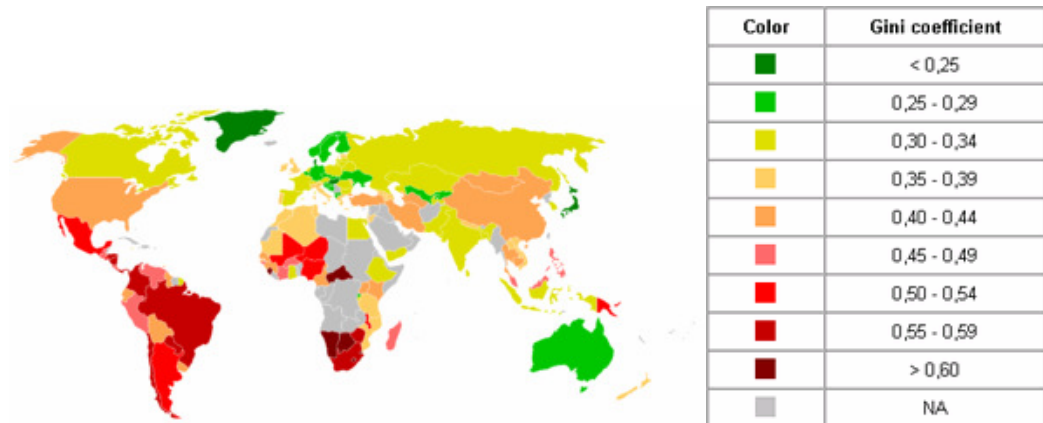 Color Gini coefficient
< 0,25
0,25 - 0,29
0,30 - 0,34
0,35 - 0,39
0,40 - 0,44
0,45 - 0,49
0,50 - 0,54
0,55 - 0,59
> 0,60
NA